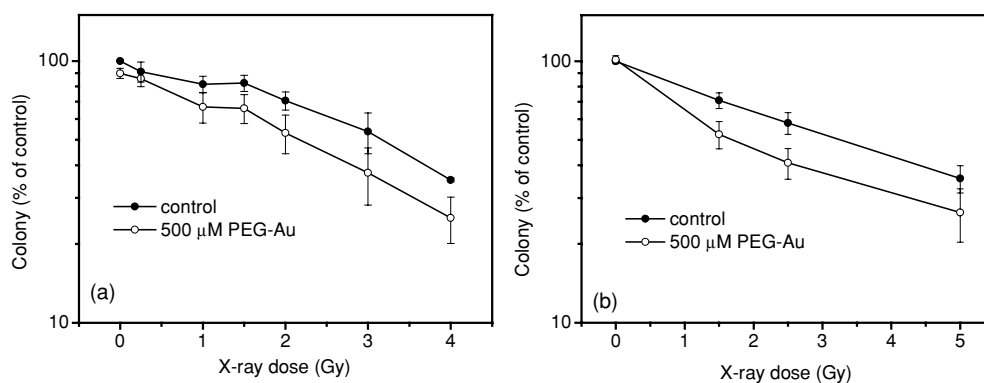 100
10
Colony (% of control)
control
500 μM PEG-Au
(a)
0 1 2 3 4
X-ray dose (Gy)
100
10
Colony (% of control)
control
500 μM PEG-Au
(b)
0 1 2 3 4 5
X-ray dose (Gy)